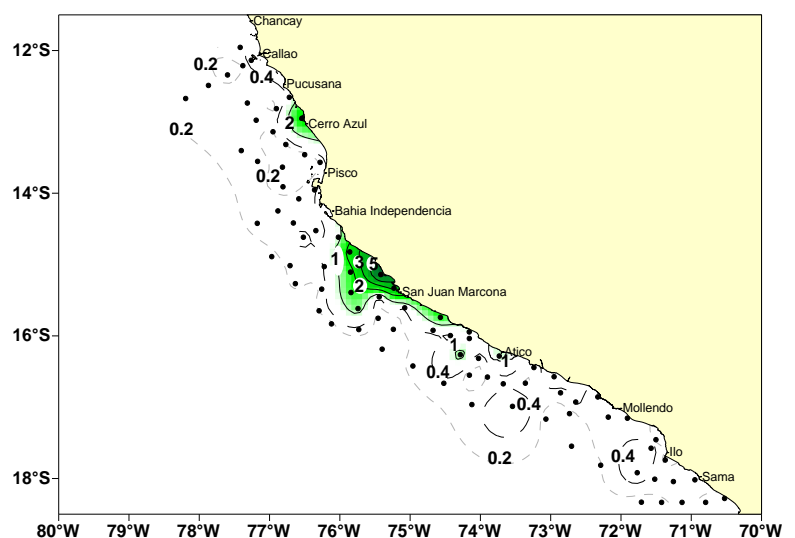 Chancay
12°S
Callao
0.2
0.4
Pucusana
2
Cerro Azul
0.2
0.2
Pisco
14°S
Bahia Independencia
1
3
5
2
San Juan Marcona
16°S
1
Atico
1
0.4
0.4
Mollendo
0.2
0.4
Ilo
18°S
Sama
80°W 79°W 78°W 77°W 76°W 75°W 74°W 73°W 72°W 71°W 70°W